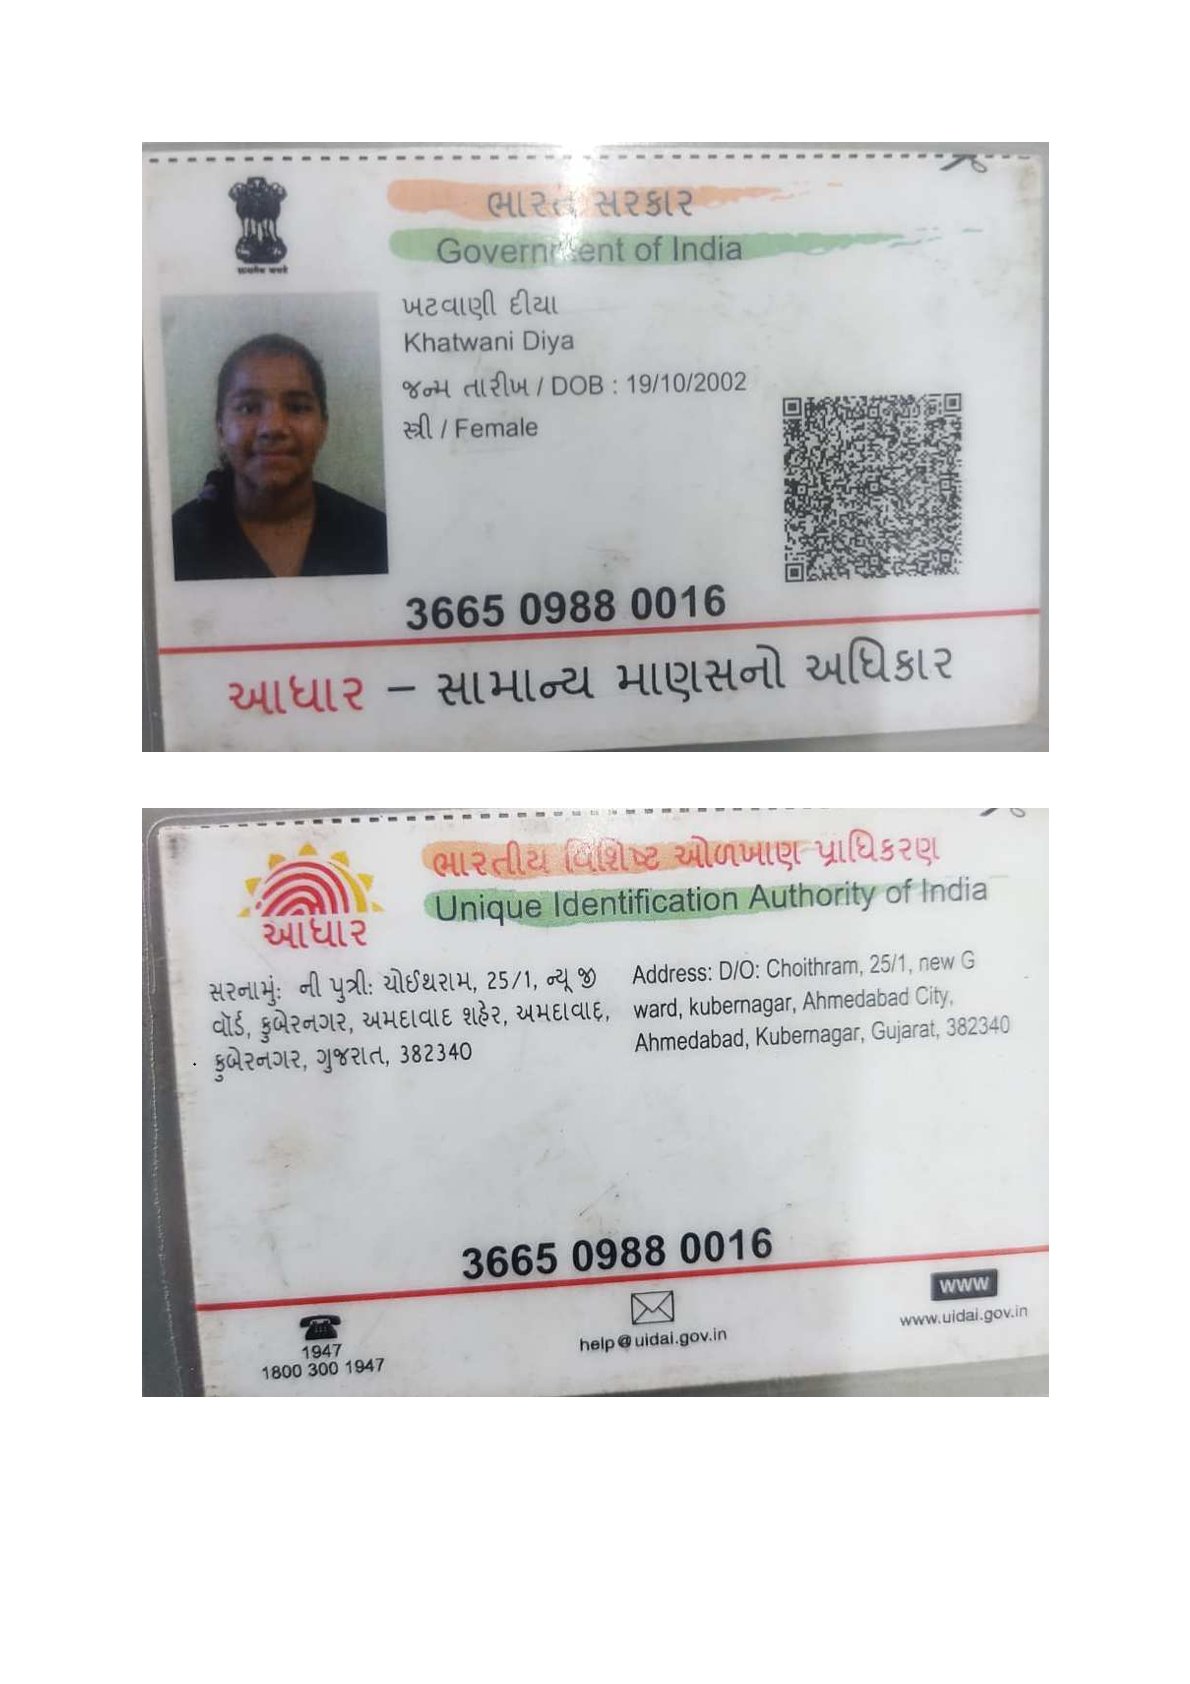 ભારત સરકાર
Government of India
ખટવાણી દીયા
Khatwani Diya
જન્મ તારીખ / DOB : 19/10/2002
સ્ત્રી / Female
3665 0988 0016
આધાર – સામાન્ય માણસનો અધિકાર
ભારતીય વિશિષ્ટ ઓળખાણ પ્રાધિકરણ
Unique Identification Authority of India
આધાર
સરનામું: ની પુત્રી: ચોઈથરામ, 25/1, ન્યૂ જી
વૉર્ડ, કુબેરનગર, અમદાવાદ શહેર, અમદાવાદ,
કુબેરનગર, ગુજરાત, 382340
Address: D/O: Choithram, 25/1, new G
ward, kubernagar, Ahmedabad City,
Ahmedabad, Kubernagar, Gujarat, 382340
3665 0988 0016
1947
1800 300 1947
help@uidai.gov.in
WWW
www.uidai.gov.in